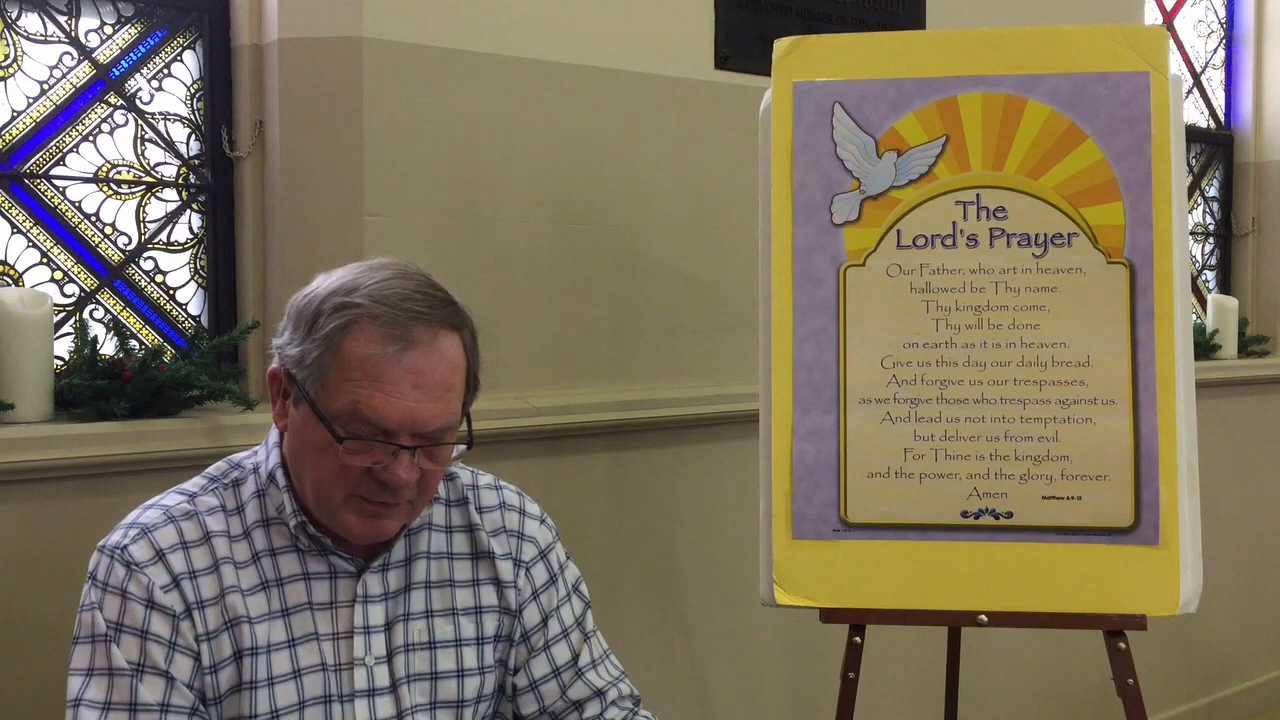 The
Lord's Prayer
Our Father, who art in heaven,
hallowed be Thy name.
Thy kingdom come,
Thy will be done
on earth as it is in heaven.
Give us this day our daily bread.
And forgive us our trespasses,
as we forgive those who trespass against us.
And lead us not into temptation,
but deliver us from evil.
For Thine is the kingdom,
and the power, and the glory, forever.
Amen
Matthew 6:9-13